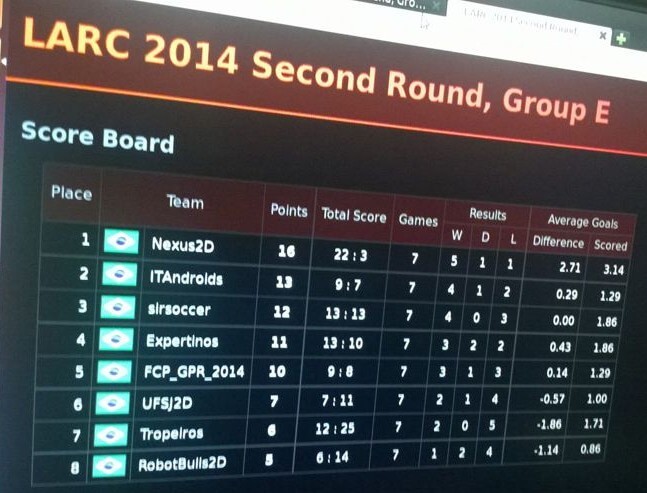 LARC 2014 Second Round, Group E
Score Board
Place Team Points Total Score Games Results Average Goals
W D L Difference Scored
1 Nexus2D 16 22 : 3 7 5 1 1 2.71 3.14
2 ITAndroids 13 9 : 7 7 4 1 2 0.29 1.29
3 sirsoccer 12 13 : 13 7 4 0 3 0.00 1.86
4 Expertinos 11 13 : 10 7 3 2 2 0.43 1.86
5 FCP_GPR_2014 10 9 : 8 7 3 1 3 0.14 1.29
6 UFSJ2D 7 7 : 11 7 2 1 4 -0.57 1.00
7 Tropeiros 6 12 : 25 7 2 0 5 -1.86 1.71
8 RobotBulls2D 5 6 : 14 7 1 2 4 -1.14 0.86